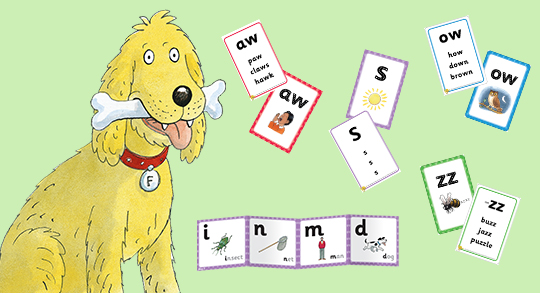 aw
paw
claws
hawk
aw
s
s
s
s
s
ow
how
down
brown
ow
zz
-zz
buzz
jazz
puzzle
F
i
insect
n
net
m
man
d
dog